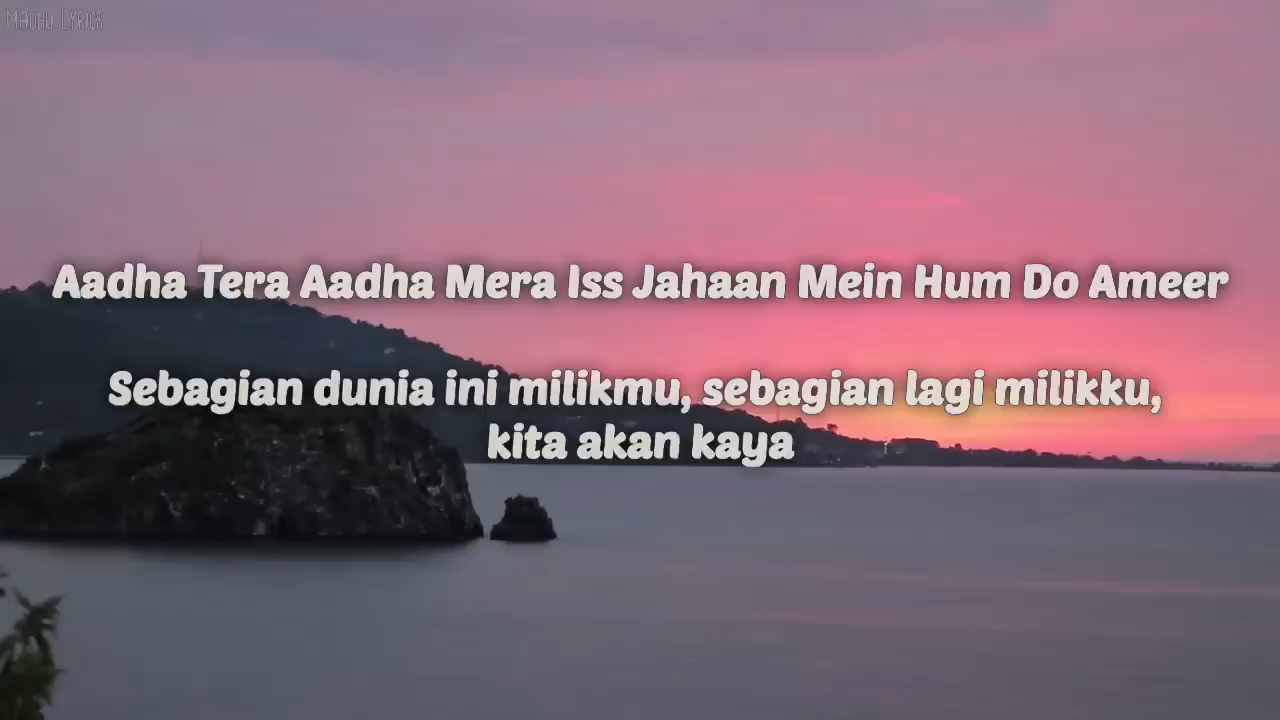 Madhu Lyrics
Aadha Tera Aadha Mera Iss Jahaan Mein Hum Do Ameer
Sebagian dunia ini milikmu, sebagian lagi milikku,
kita akan kaya